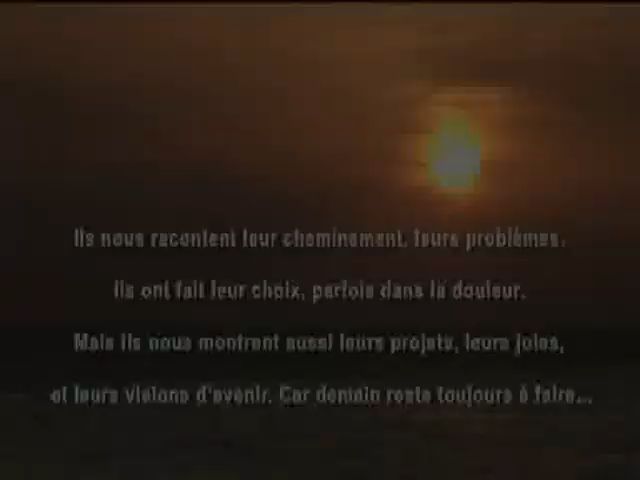 Ils nous racontent leur cheminement, leurs problèmes.
Ils ont fait leur choix, parfois dans la douleur.
Mais ils nous montrent aussi leurs projets, leurs joies,
et leurs visions d'avenir. Car demain reste toujours à faire...